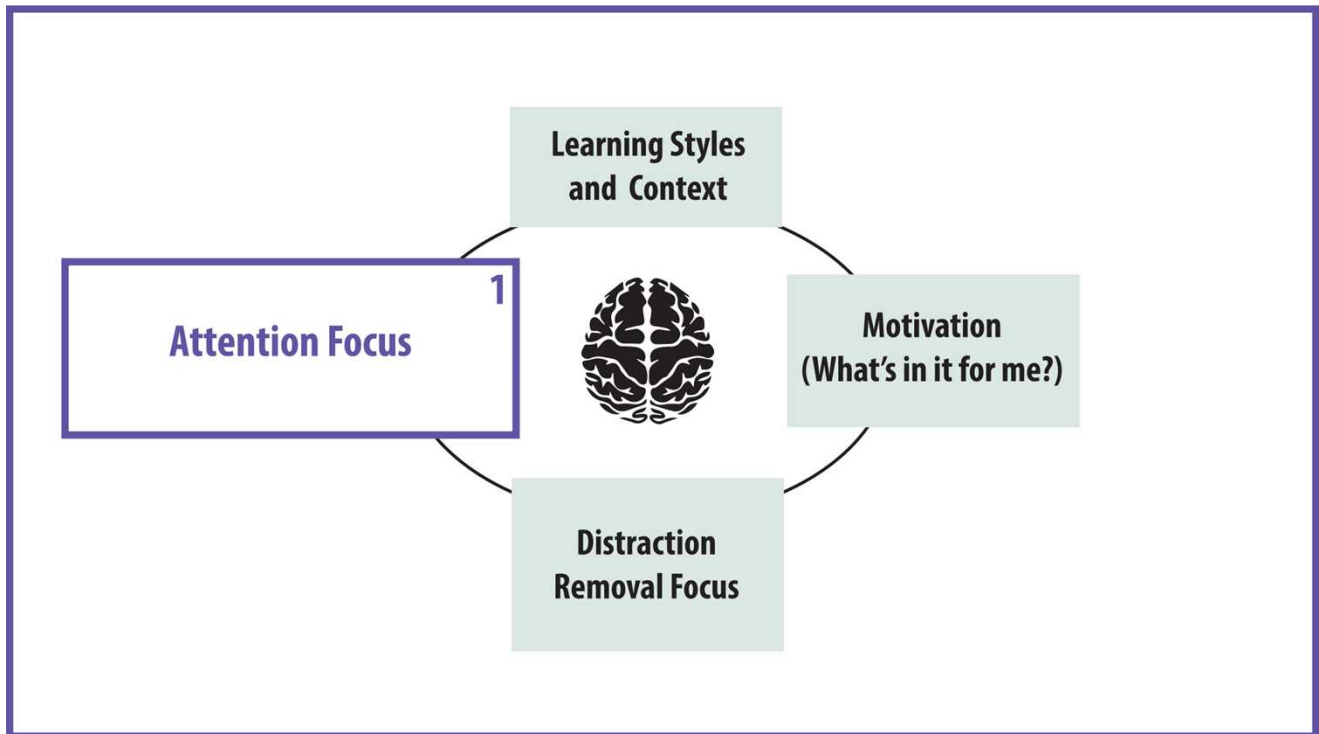 Learning Styles
and Context
1
Attention Focus
Motivation
(What's in it for me?)
Distraction
Removal Focus